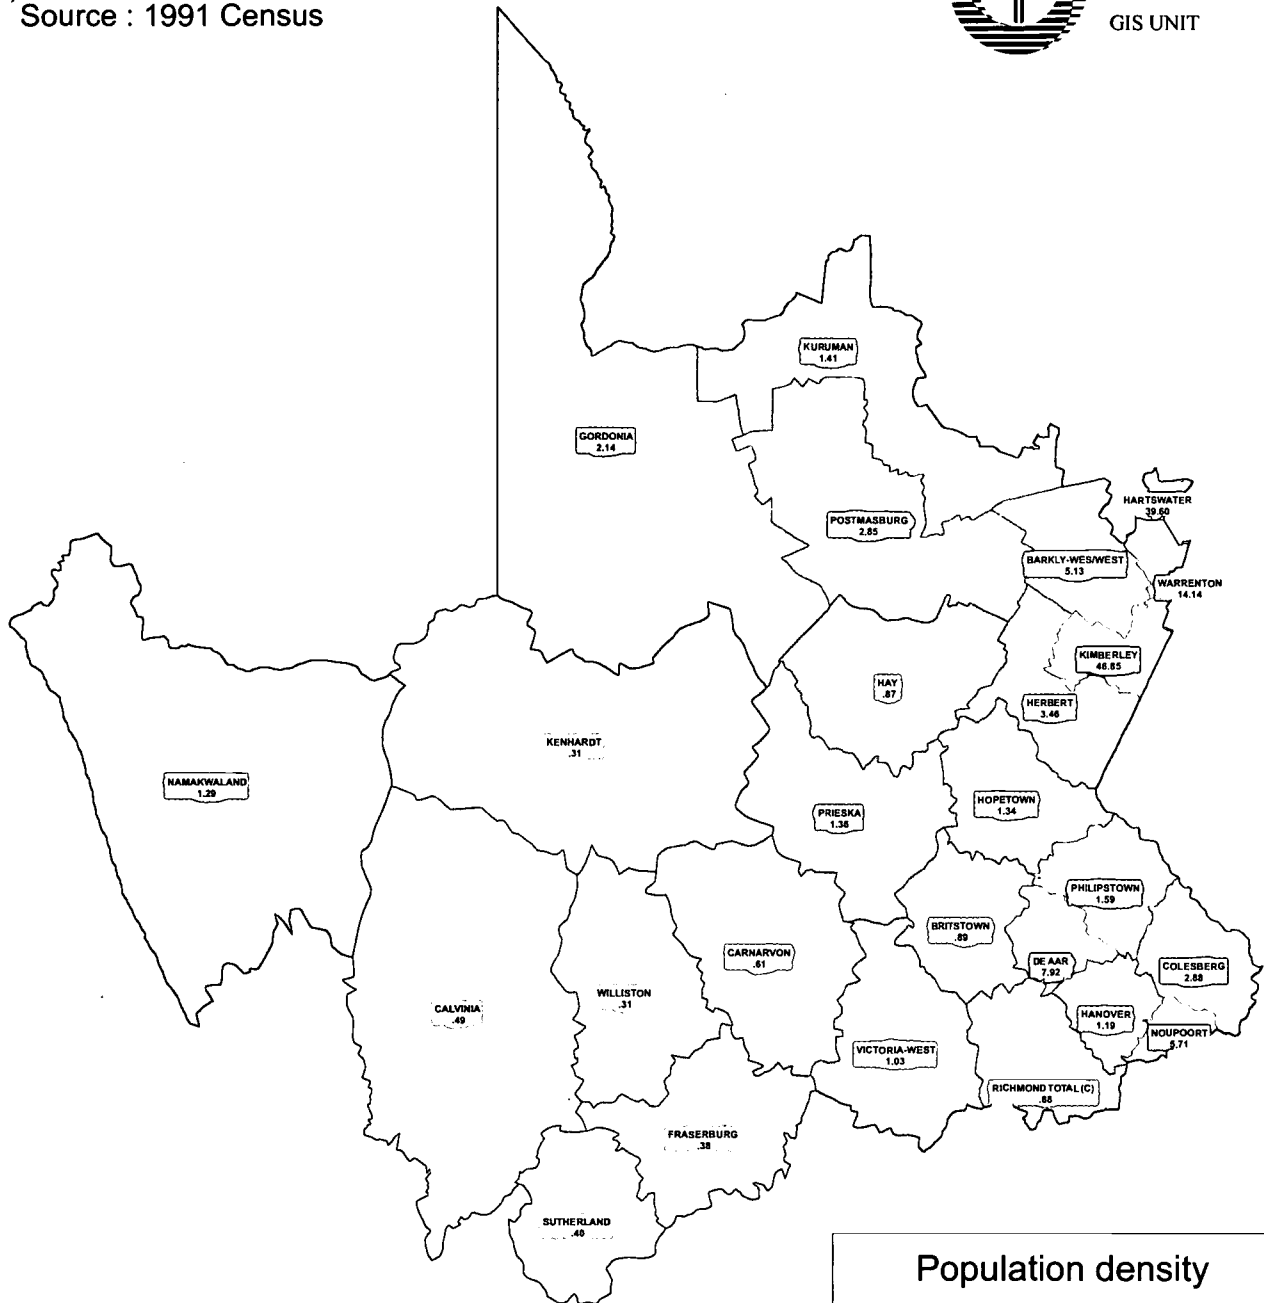 Source : 1991 Census
GIS UNIT
KURUMAN
1.41
GORDONIA
2.14
HARTSWATER
39.60
POSTMASBURG
2.85
BARKLY-WES/WEST
5.13
WARRENTON
14.14
KIMBERLEY
46.85
HAY
.87
HERBERT
3.46
KENHARDT
.31
NAMAKWALAND
1.29
HOPETOWN
1.34
PRIESKA
1.36
PHILIPSTOWN
1.59
BRITSTOWN
.89
CARNARVON
.61
DE AAR
7.92
COLESBERG
2.88
WILLISTON
.31
CALVINIA
.49
HANOVER
1.19
NOUPOORT
5.71
VICTORIA-WEST
1.03
RICHMOND TOTAL (C)
.88
FRASERBURG
.38
SUTHERLAND
.40
Population density